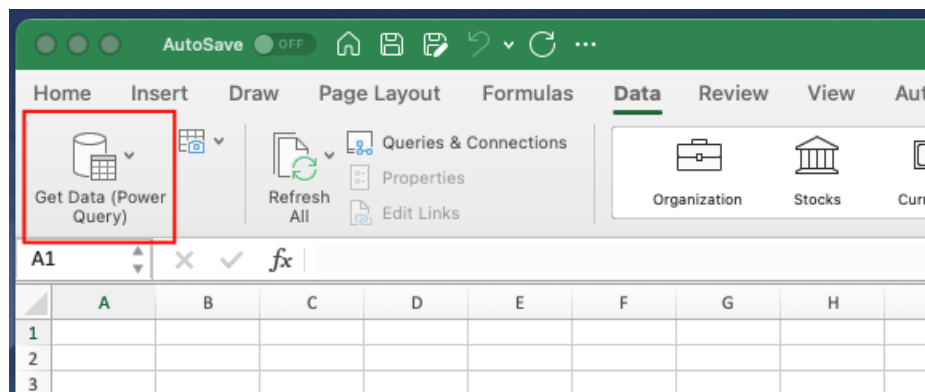 AutoSave OFF
Home Insert Draw Page Layout Formulas Data Review View
Get Data (Power
Query)
Refresh
All
Queries & Connections
Properties
Edit Links
Organization
Stocks
A1
fx
A B C D E F G H
1
2
3